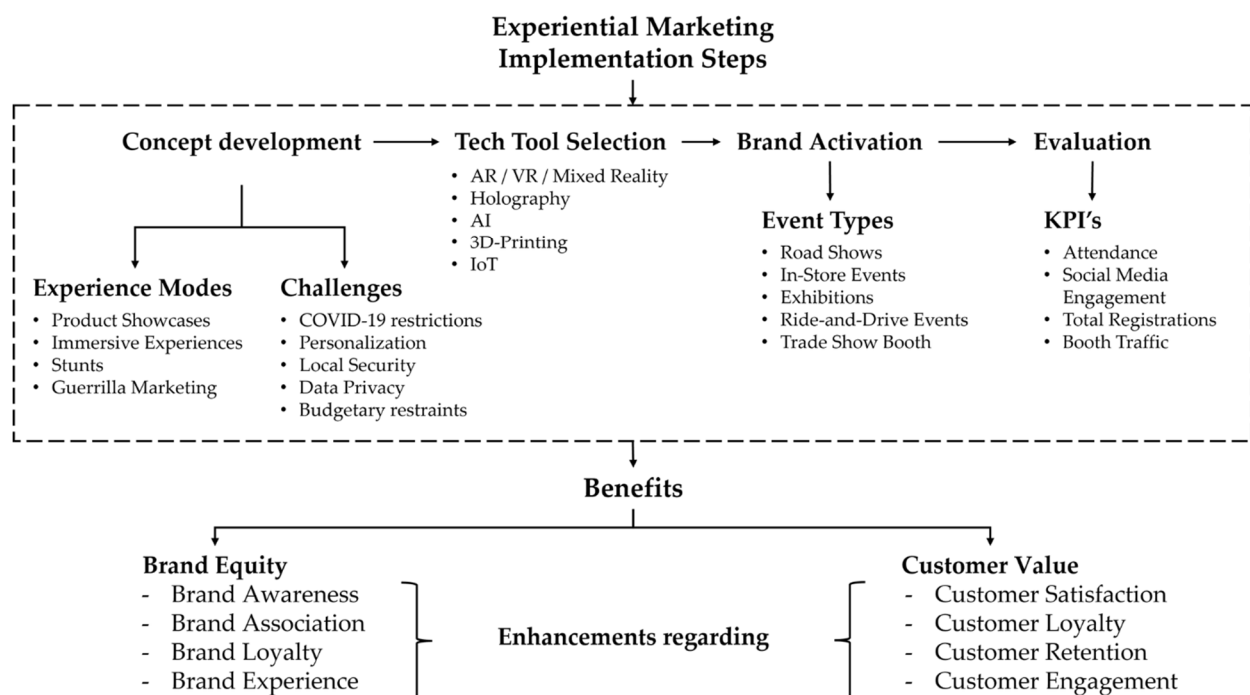 Experiential Marketing
Implementation Steps
Concept development
Tech Tool Selection
Brand Activation
Evaluation
• AR / VR / Mixed Reality
• Holography
• AI
• 3D-Printing
• IoT
Event Types
• Road Shows
• In-Store Events
• Exhibitions
• Ride-and-Drive Events
• Trade Show Booth
KPI's
• Attendance
• Social Media
Engagement
• Total Registrations
• Booth Traffic
Experience Modes
• Product Showcases
• Immersive Experiences
• Stunts
• Guerrilla Marketing
Challenges
• COVID-19 restrictions
• Personalization
• Local Security
• Data Privacy
• Budgetary restraints
Benefits
Brand Equity
- Brand Awareness
- Brand Association
- Brand Loyalty
- Brand Experience
Enhancements regarding
Customer Value
- Customer Satisfaction
- Customer Loyalty
- Customer Retention
- Customer Engagement